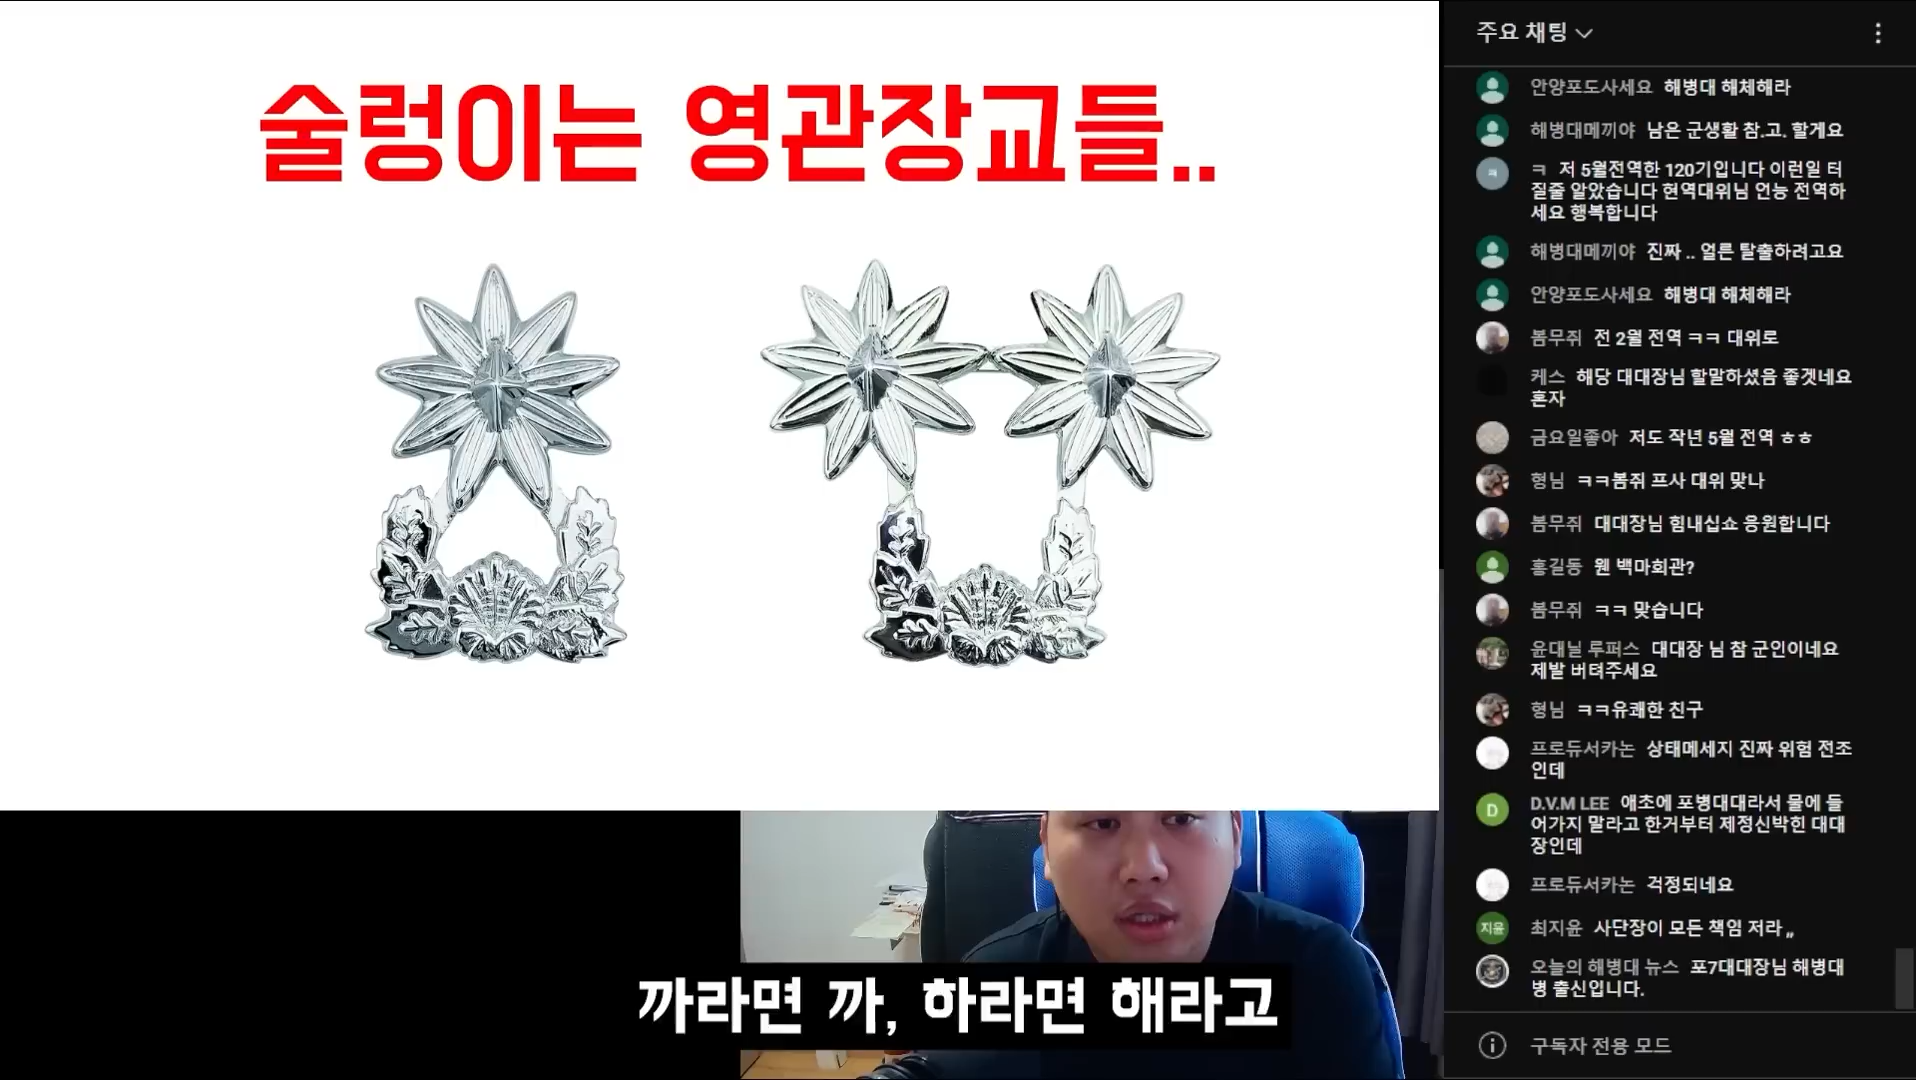 술렁이는 영관장교들..
까라면 까, 하라면 해라고
주요 채팅
안양포도사세요 해병대 해체해라
해병대메끼야 남은 군생활 참.고. 할게요
ㅋ 저 5월전역한 120기입니다 이런일 터
질줄 알았습니다 현역대위님 언능 전역하
세요 행복합니다
해병대메끼야 진짜 .. 얼른 탈출하려고요
안양포도사세요 해병대 해체해라
봄무쥐 전 2월 전역 ㅋㅋ 대위로
케스 해당 대대장님 할말하셨음 좋겟네요
혼자
금요일좋아 저도 작년 5월 전역 ㅎㅎ
형님 ㅋㅋ봄쥐 프사 대위 맞나
봄무쥐 대대장님 힘내십쇼 응원합니다
홍길동 웬 백마회관?
봄무쥐 ㅋㅋ 맞습니다
윤대닐 루퍼스 대대장 님 참 군인이네요
제발 버텨주세요
형님 ㅋㅋ유쾌한 친구
프로듀서카논 상태메세지 진짜 위험 전조
인데
D D.V.M LEE 애초에 포병대대라서 물에 들
어가지 말라고 한거부터 제정신박힌 대대
장인데
프로듀서카논 걱정되네요
지윤 최지윤 사단장이 모든 책임 저라,,
오늘의 해병대 뉴스 포7대대장님 해병대
병 출신입니다.
구독자 전용 모드